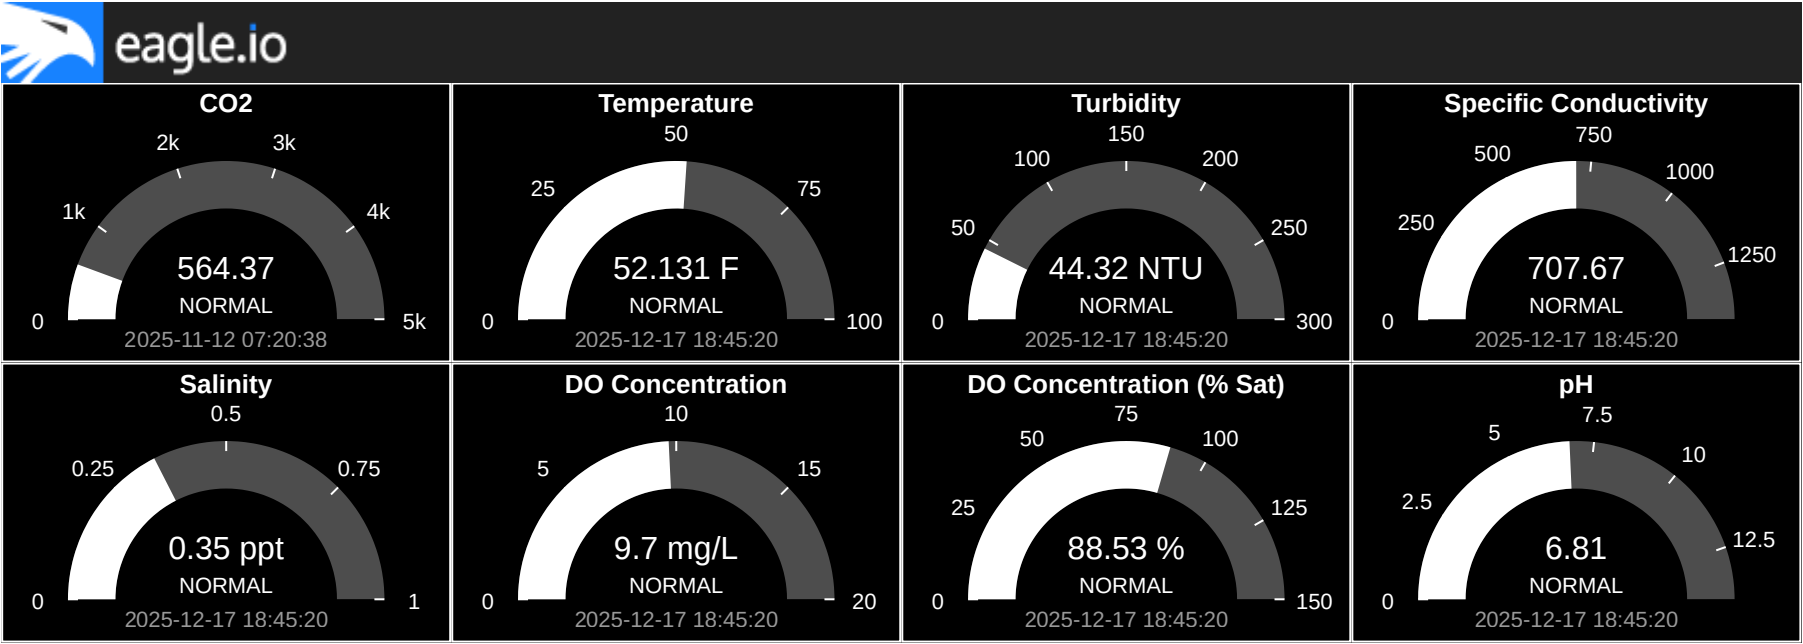 eagle.io
CO2
0
1k
2k
3k
4k
5k
564.37
NORMAL
2025-11-12 07:20:38
Temperature
0
25
50
75
100
52.131 F
NORMAL
2025-12-17 18:45:20
Turbidity
0
50
100
150
200
250
300
44.32 NTU
NORMAL
2025-12-17 18:45:20
Specific Conductivity
0
250
500
750
1000
1250
707.67
NORMAL
2025-12-17 18:45:20
Salinity
0
0.25
0.5
0.75
1
0.35 ppt
NORMAL
2025-12-17 18:45:20
DO Concentration
0
5
10
15
20
9.7 mg/L
NORMAL
2025-12-17 18:45:20
DO Concentration (% Sat)
0
25
50
75
100
125
150
88.53 %
NORMAL
2025-12-17 18:45:20
pH
0
2.5
5
7.5
10
12.5
6.81
NORMAL
2025-12-17 18:45:20